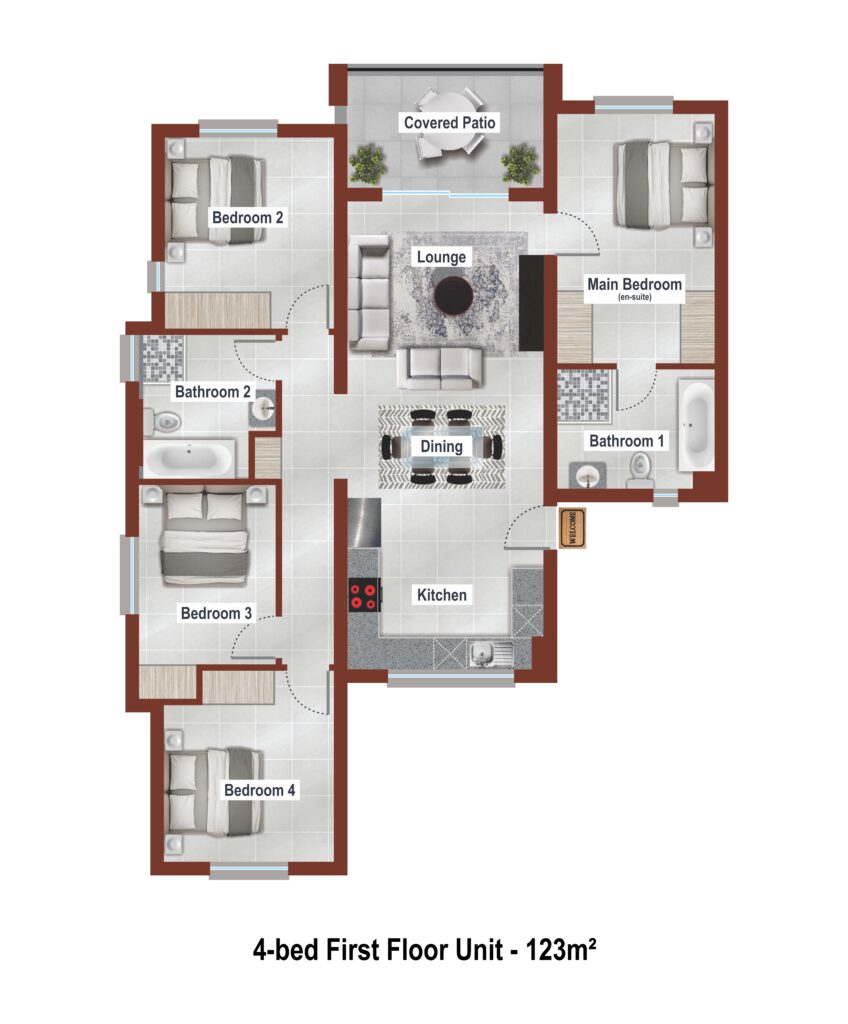 Covered Patio
Bedroom 2
Lounge
Main Bedroom
(en-suite)
Bathroom 2
Bathroom 1
Dining
WELCOME
Kitchen
Bedroom 3
Bedroom 4
4-bed First Floor Unit - 123m²